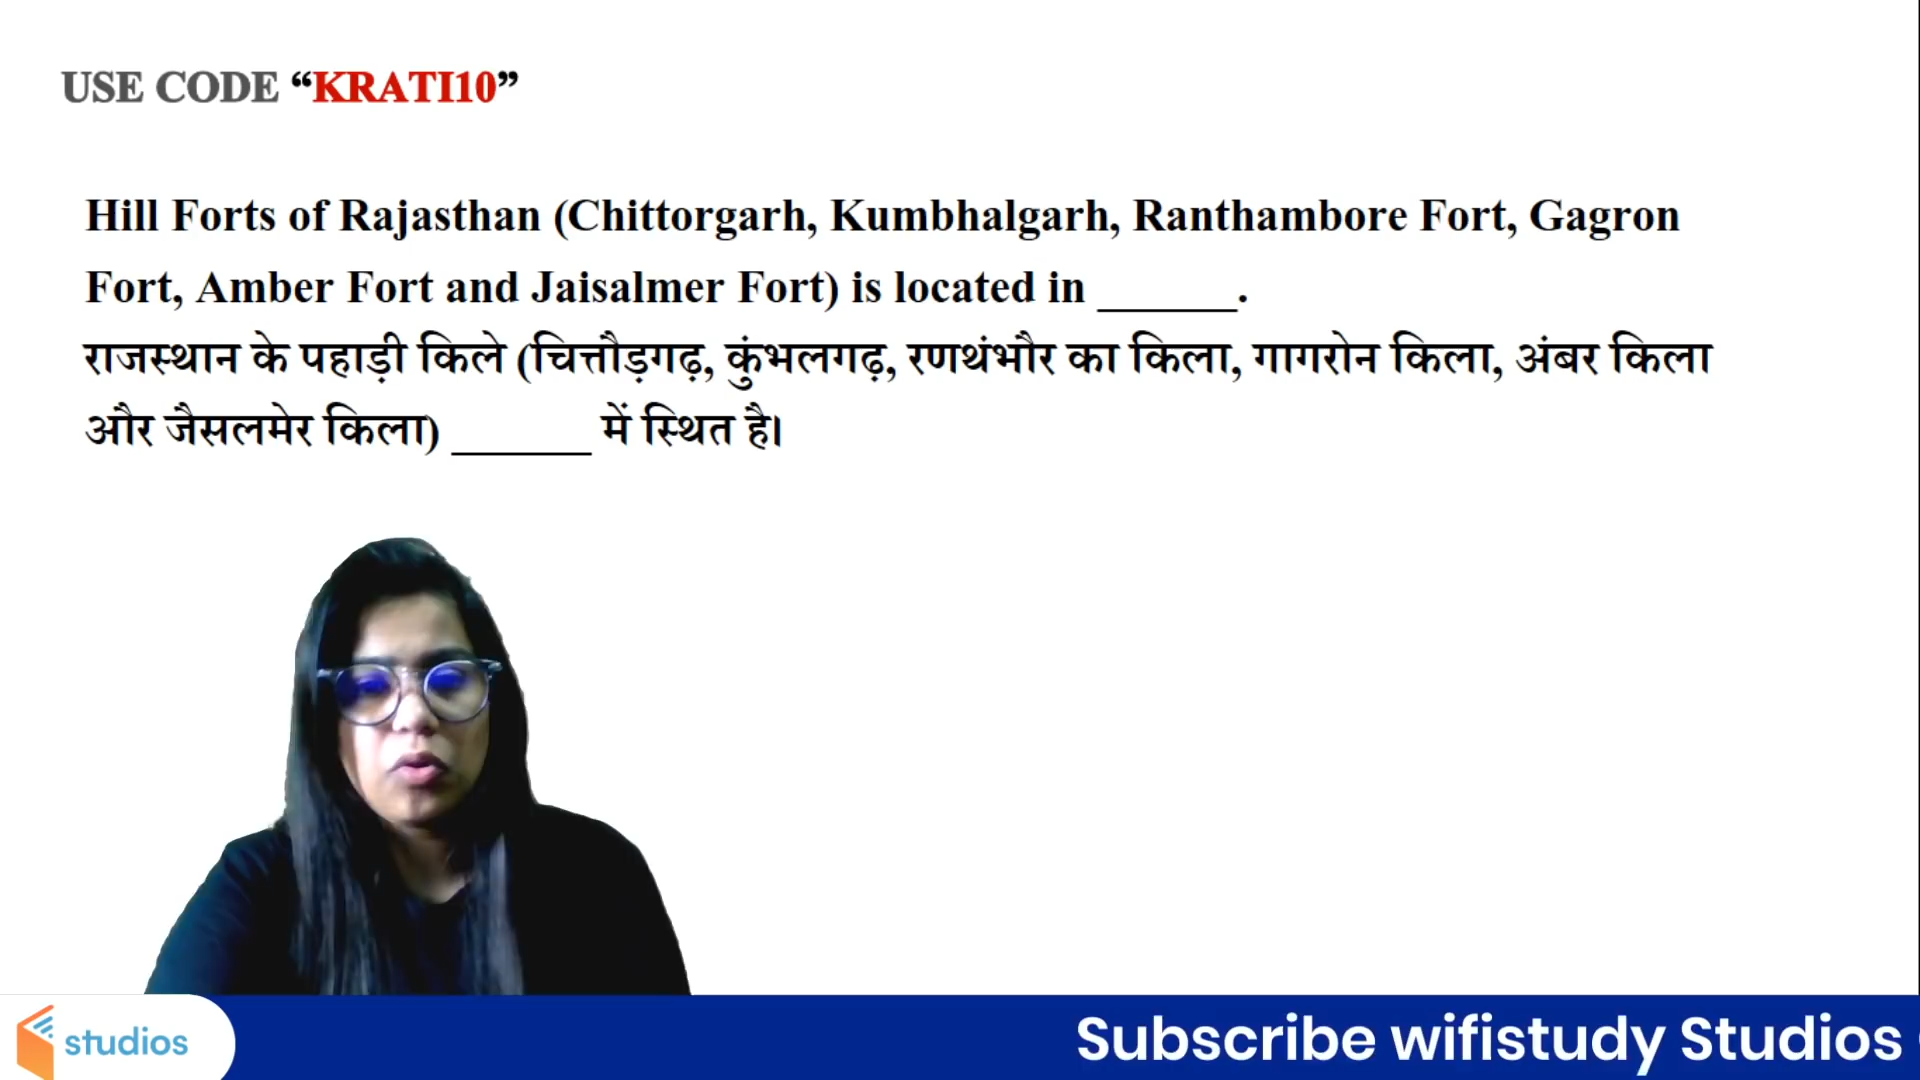 USE CODE “KRATI10”
Hill Forts of Rajasthan (Chittorgarh, Kumbhalgarh, Ranthambore Fort, Gagron
Fort, Amber Fort and Jaisalmer Fort) is located in ______.
राजस्थान के पहाड़ी किले (चित्तौड़गढ़, कुंभलगढ़, रणथंभौर का किला, गागरोन किला, अंबर किला
और जैसलमेर किला) ______ में स्थित है।
studios
Subscribe wifistudy Studios